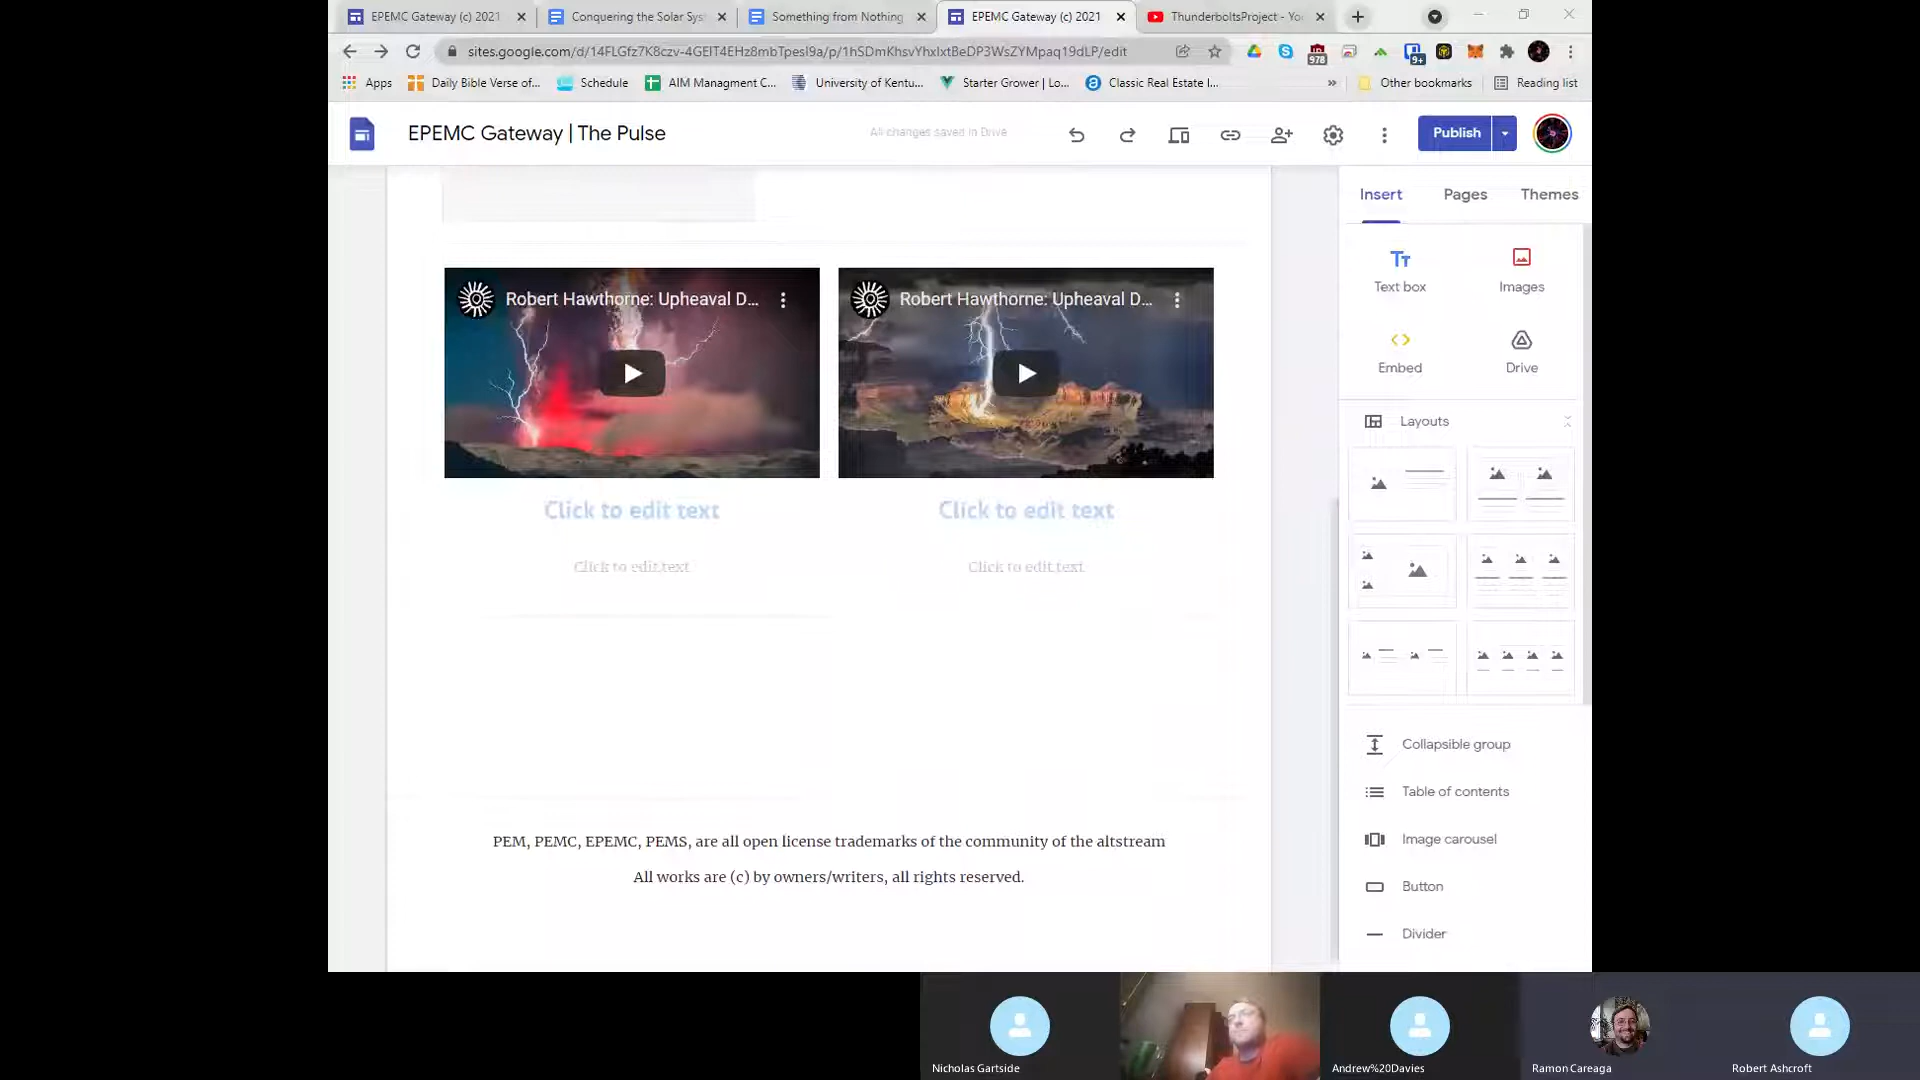 EPEMC Gateway (c) 2021
Conquering the Solar Sys
Something from Nothing
EPEMC Gateway (c) 2021
ThunderboltsProject - Yo
sites.google.com/d/14FLGfz7K8czv-4GEIT4EHz8mbTpesI9a/p/1hSDmKhsvYhxlxtBeDP3WsZYMpaq19dLP/edit
978
9+
Apps
Daily Bible Verse of...
Schedule
AIM Managment C...
University of Kentu...
Starter Grower | Lo...
Classic Real Estate I...
»
Other bookmarks
Reading list
EPEMC Gateway | The Pulse
All changes saved in Drive
Publish
Insert
Pages
Themes
Text box
Images
Embed
Drive
Layouts
Robert Hawthorne: Upheaval D...
Robert Hawthorne: Upheaval D...
Click to edit text
Click to edit text
Click to edit text
Click to edit text
Collapsible group
Table of contents
Image carousel
Button
Divider
PEM, PEMC, EPEMC, PEMS, are all open license trademarks of the community of the altstream
All works are (c) by owners/writers, all rights reserved.
Nicholas Gartside
Andrew%20Davies
Ramon Careaga
Robert Ashcroft